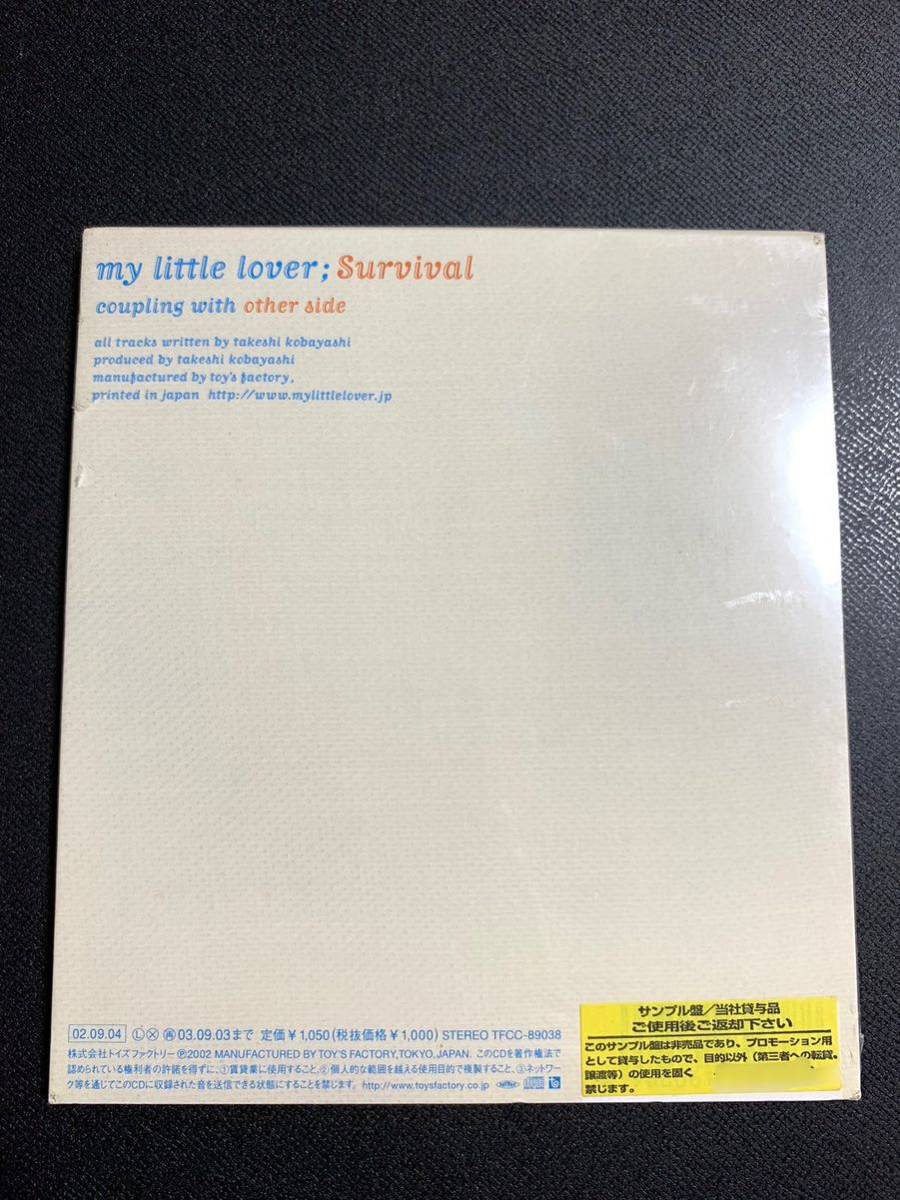 my little lover; Survival
coupling with other side
all tracks written by takeshi kobayashi
produced by takeshi kobayashi
manufactured by toy's factory,
printed in japan http://www.mylittlelover.jp
02.09.04 Ⓛ Ⓧ ㊢ 03.09.03まで 定価￥1,050(税抜価格￥1,000) STEREO TFCC-89038
株式会社トイズファクトリー Ⓟ2002 MANUFACTURED BY TOY'S FACTORY,TOKYO,JAPAN. このCDを著作権法で
認められている権利者の許諾を得ずに、①賃貸業に使用すること、②個人的な範囲を越える使用目的で複製すること、③ネットワー
ク等を通じてこのCDに収録された音を送信できる状態にすることを禁じます。 http://www.toysfactory.co.jp
サンプル盤/当社貸与品
ご使用後ご返却下さい
このサンプル盤は非売品であり、プロモーション用
として貸与したもので、目的以外(第三者への転貸、
譲渡等)の使用を固く
禁じます。